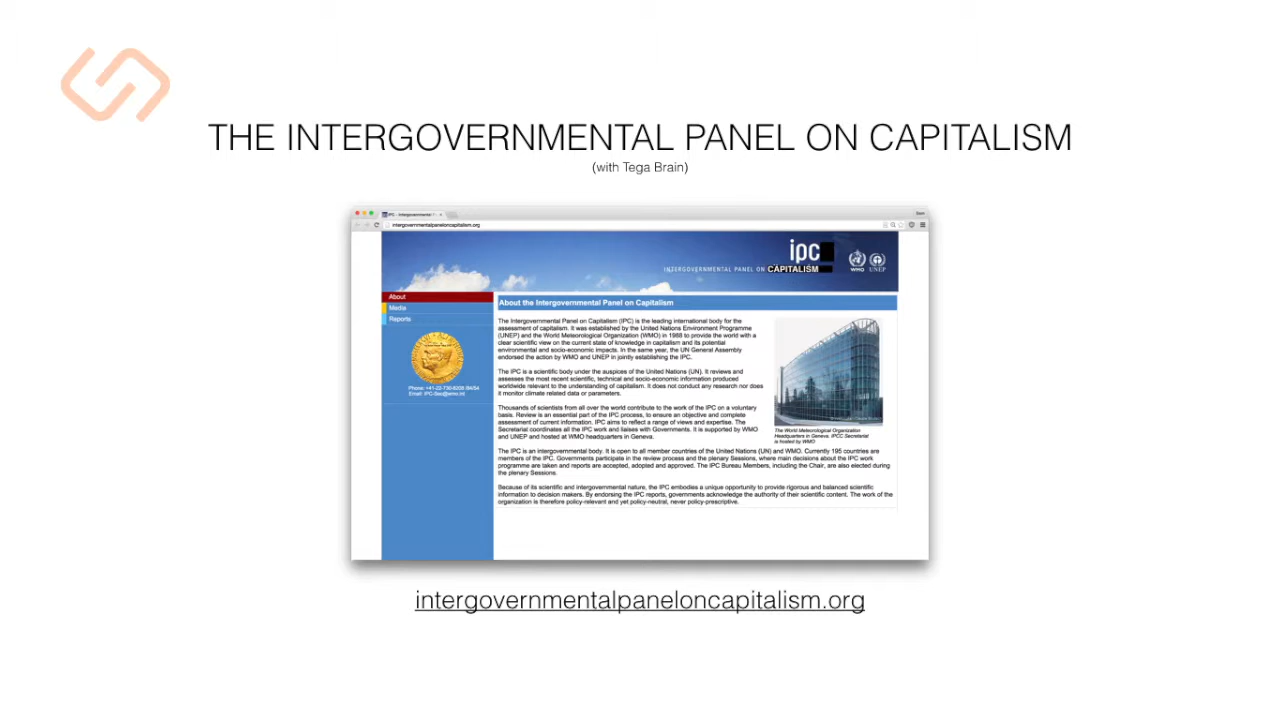 THE INTERGOVERNMENTAL PANEL ON CAPITALISM
(with Tega Brain)
IPC - Intergovernmental
intergovernmentalpaneloncapitalism.org
ipc
INTERGOVERNMENTAL PANEL ON CAPITALISM
WMO UNEP
About
Media
Reports
Phone: +41-22-730-8208 /84/54
Email: IPC-Sec@wmo.int
About the Intergovernmental Panel on Capitalism
The Intergovernmental Panel on Capitalism (IPC) is the leading international body for the
assessment of capitalism. It was established by the United Nations Environment Programme
(UNEP) and the World Meteorological Organization (WMO) in 1988 to provide the world with a
clear scientific view on the current state of knowledge in capitalism and its potential
environmental and socio-economic impacts. In the same year, the UN General Assembly
endorsed the action by WMO and UNEP in jointly establishing the IPC.
The IPC is a scientific body under the auspices of the United Nations (UN). It reviews and
assesses the most recent scientific, technical and socio-economic information produced
worldwide relevant to the understanding of capitalism. It does not conduct any research nor does
it monitor climate related data or parameters.
Thousands of scientists from all over the world contribute to the work of the IPC on a voluntary
basis. Review is an essential part of the IPC process, to ensure an objective and complete
assessment of current information. IPC aims to reflect a range of views and expertise. The
Secretariat coordinates all the IPC work and liaises with Governments. It is supported by WMO
and UNEP and hosted at WMO headquarters in Geneva.
The World Meteorological Organization
Headquarters in Geneva. IPCC Secretariat
is hosted by WMO
The IPC is an intergovernmental body. It is open to all member countries of the United Nations (UN) and WMO. Currently 195 countries are
members of the IPC. Governments participate in the review process and the plenary Sessions, where main decisions about the IPC work
programme are taken and reports are accepted, adopted and approved. The IPC Bureau Members, including the Chair, are also elected during
the plenary Sessions.
Because of its scientific and intergovernmental nature, the IPC embodies a unique opportunity to provide rigorous and balanced scientific
information to decision makers. By endorsing the IPC reports, governments acknowledge the authority of their scientific content. The work of the
organization is therefore policy-relevant and yet policy-neutral, never policy-prescriptive.
intergovernmentalpaneloncapitalism.org